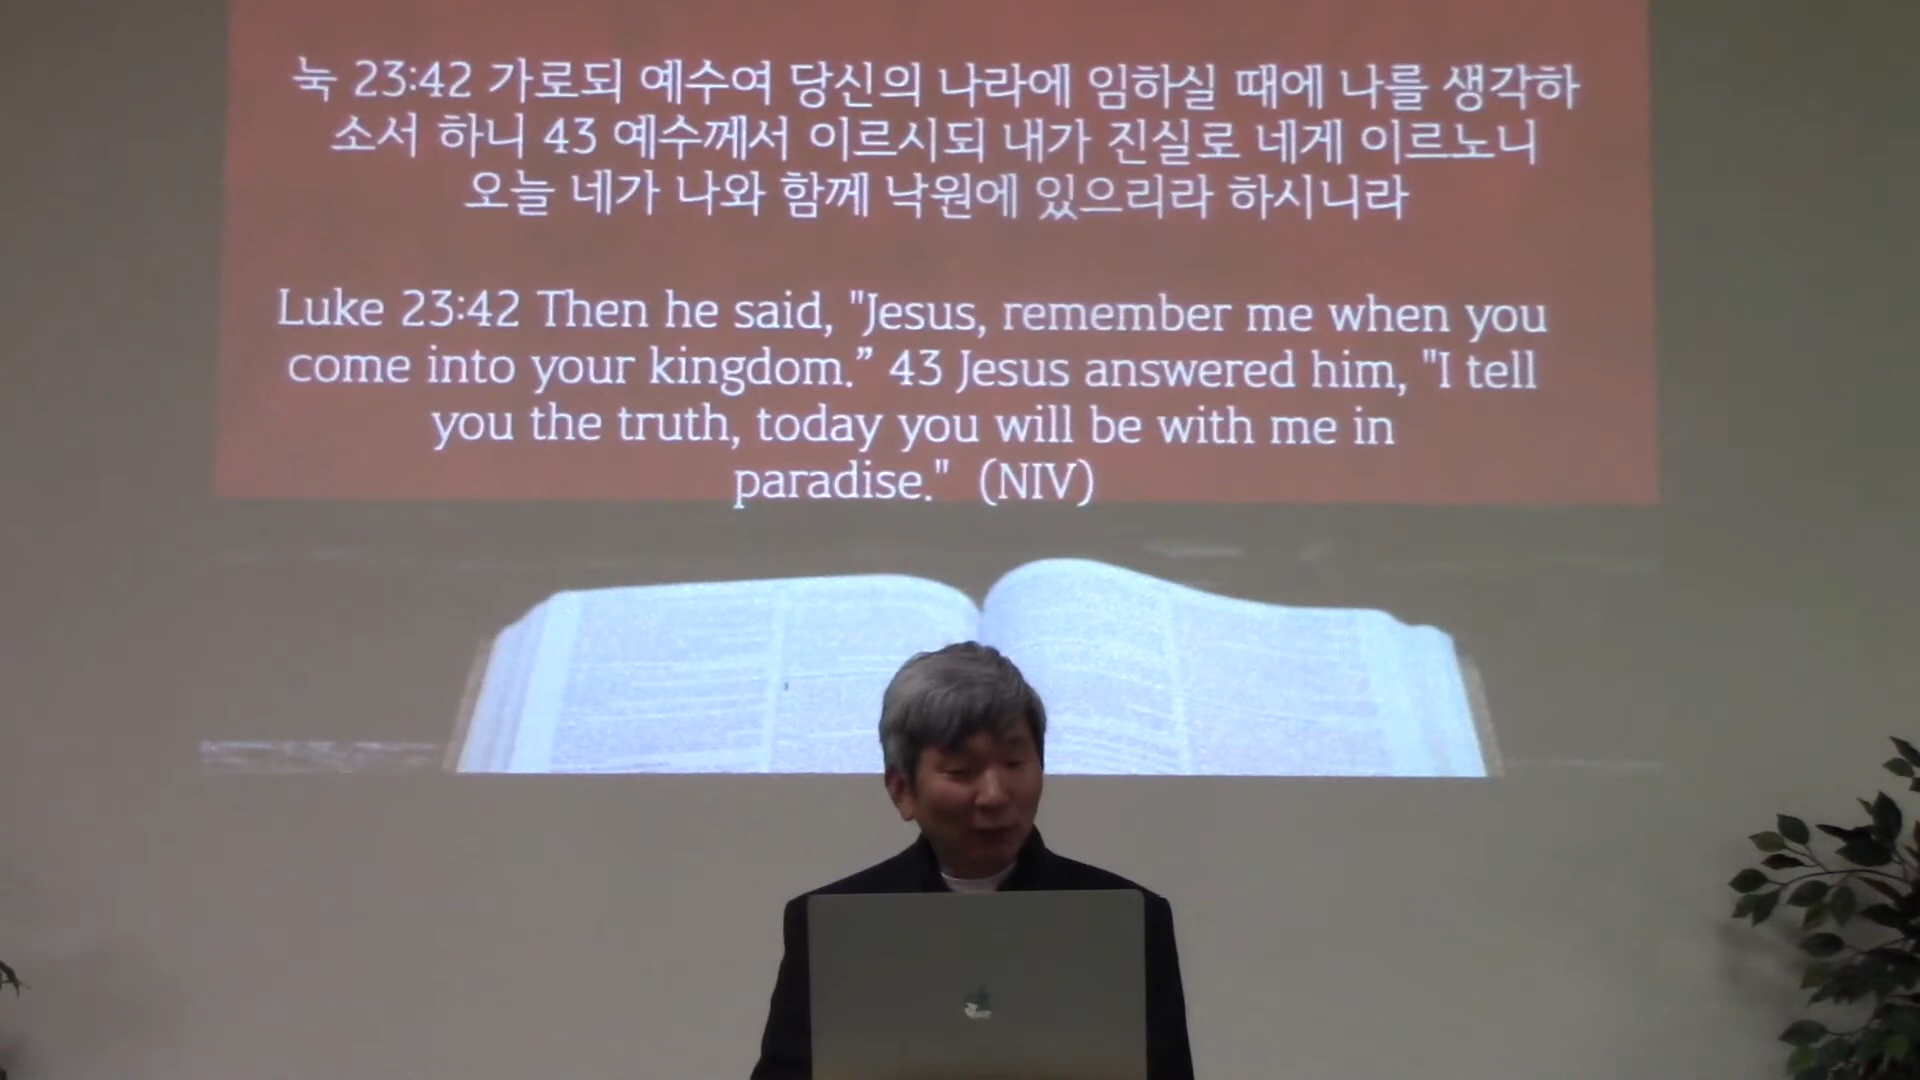 눅 23:42 가로되 예수여 당신의 나라에 임하실 때에 나를 생각하
소서 하니 43 예수께서 이르시되 내가 진실로 네게 이르노니
오늘 네가 나와 함께 낙원에 있으리라 하시니라
Luke 23:42 Then he said, "Jesus, remember me when you
come into your kingdom.” 43 Jesus answered him, "I tell
you the truth, today you will be with me in
paradise." (NIV)